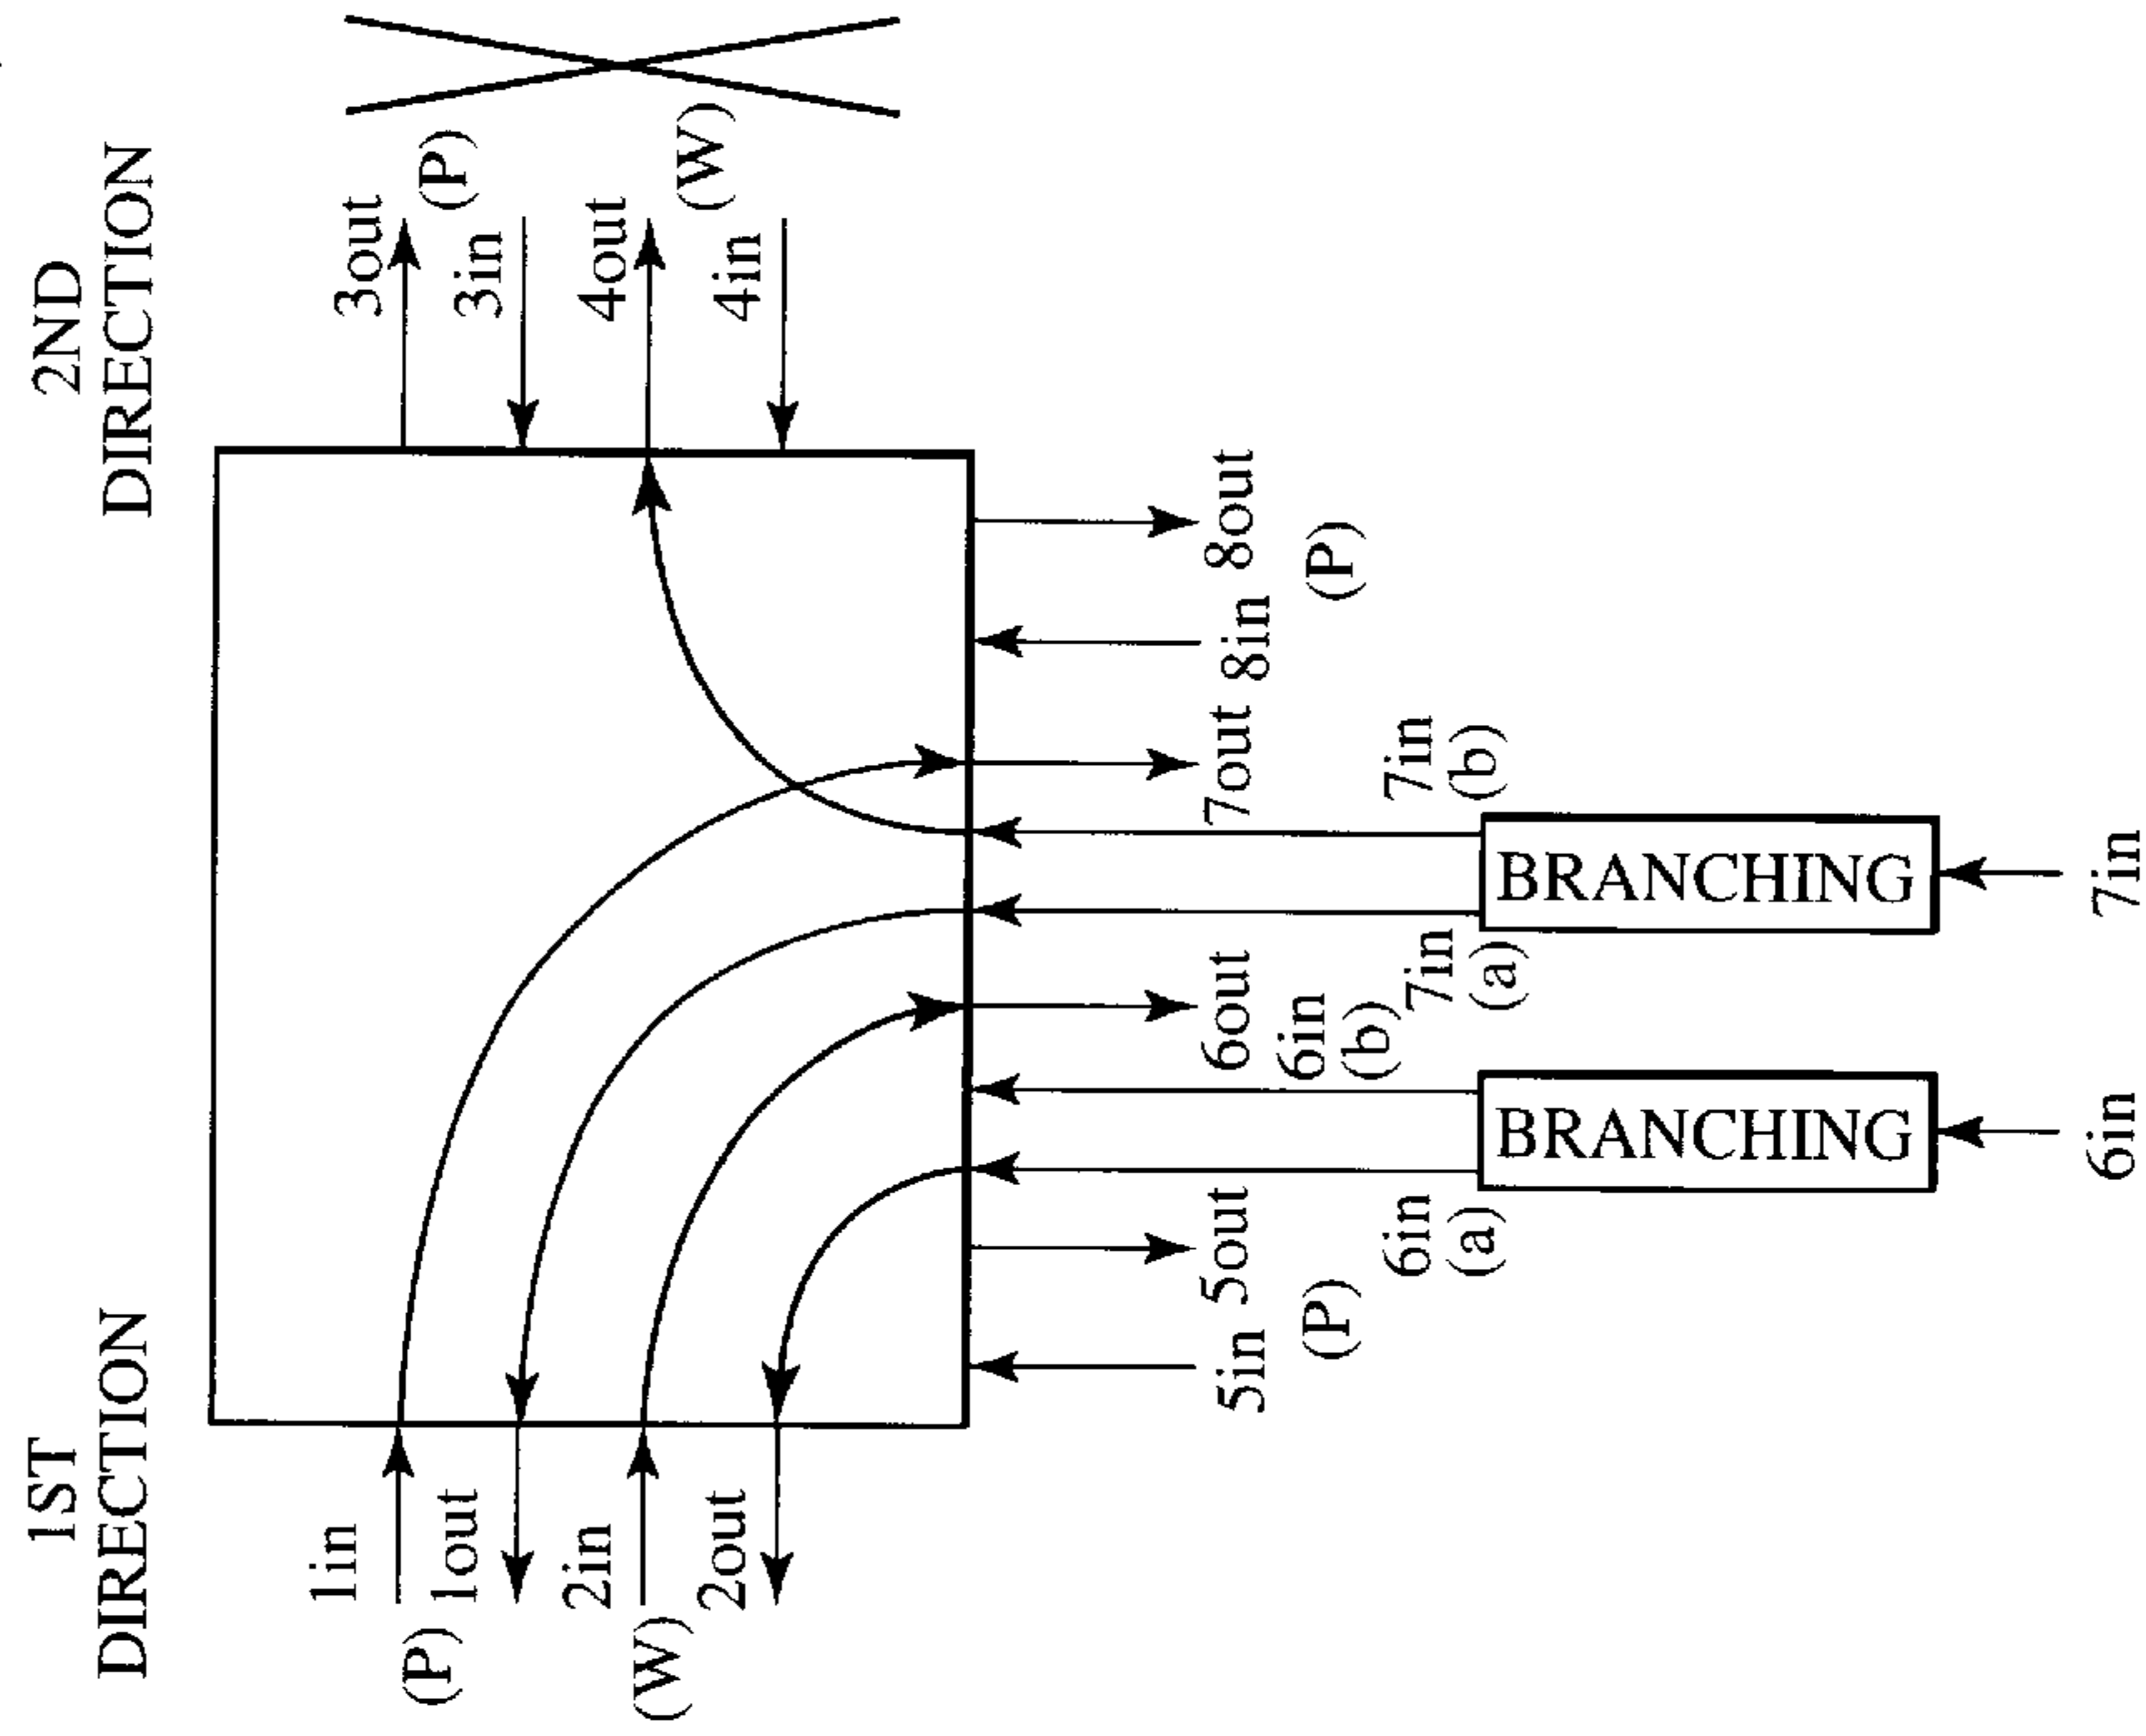 1ST
DIRECTION
2ND
DIRECTION
1in
(P)
1out
2in
(W)
2out
3out
(P)
3in
4out
(W)
4in
5in
5out
(P)
6out
7out
8in
8out
(P)
6in
(a)
6in
(b)
7in
(a)
7in
(b)
BRANCHING
BRANCHING
6in
7in